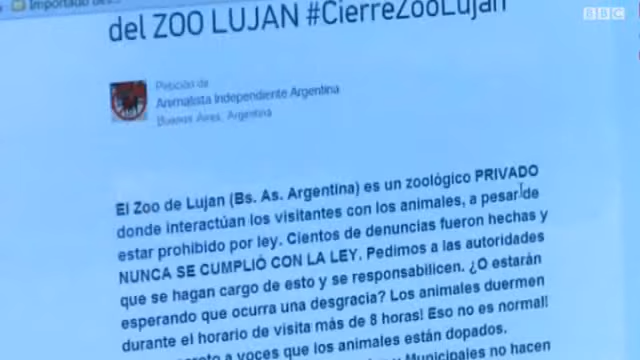 Importado des...
BBC
del ZOO LUJAN #CierreZooLujan
Petición de
Animalista Independiente Argentina
Buenos Aires, Argentina
El Zoo de Lujan (Bs. As. Argentina) es un zoológico PRIVADO
donde interactúan los visitantes con los animales, a pesar de
estar prohibido por ley. Cientos de denuncias fueron hechas y
NUNCA SE CUMPLIÓ CON LA LEY. Pedimos a las autoridades
que se hagan cargo de esto y se responsabilicen. ¿O estarán
esperando que ocurra una desgracia? Los animales duermen
durante el horario de visita más de 8 horas! Eso no es normal!
a voces que los animales están dopados.
y Municipales no hacen